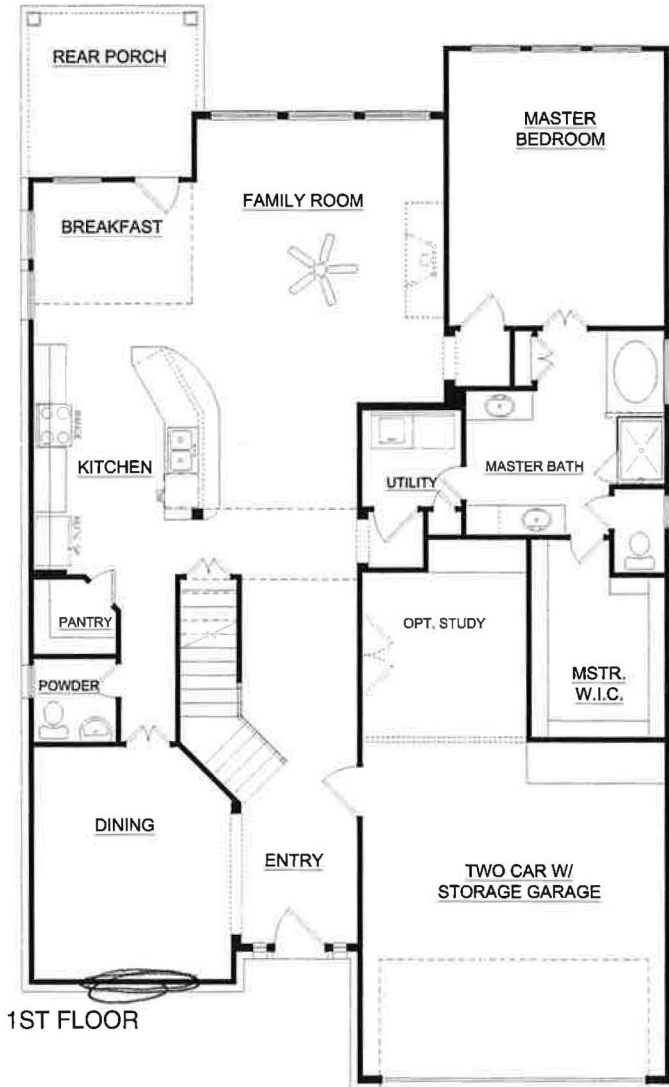 REAR PORCH
MASTER
BEDROOM
FAMILY ROOM
BREAKFAST
RANGE
KITCHEN
UTILITY
MASTER BATH
PANTRY
OPT. STUDY
POWDER
MSTR.
W.I.C.
DINING
ENTRY
TWO CAR W/
STORAGE GARAGE
1ST FLOOR